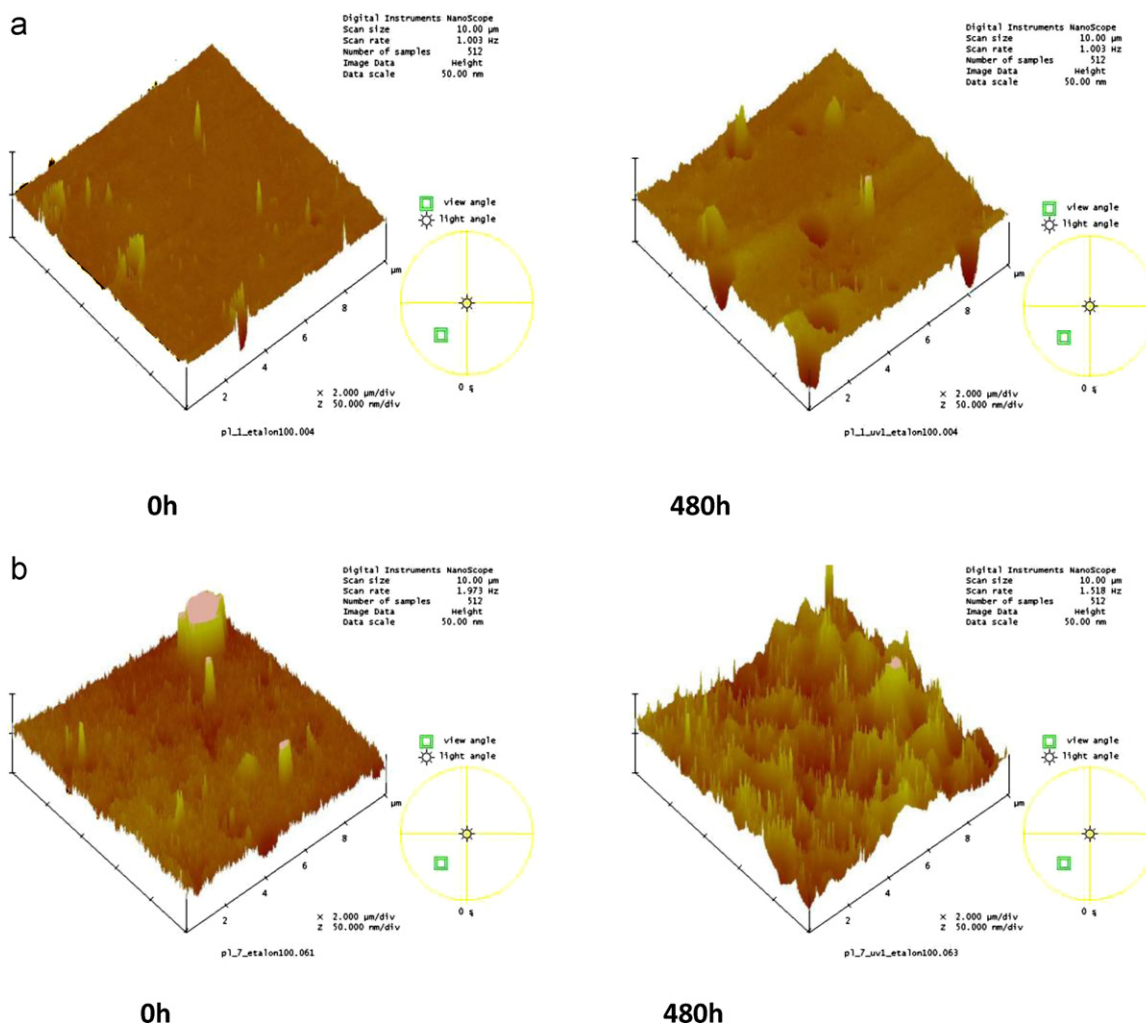 a
Digital Instruments NanoScope
Scan size 10.00 µm
Scan rate 1.003 Hz
Number of samples 512
Image Data Height
Data scale 50.00 nm
view angle
light angle
µm
8
6
4
2
X 2.000 µm/div
Z 50.000 nm/div
0 °
pl_1_etalon100.004
0h
Digital Instruments NanoScope
Scan size 10.00 µm
Scan rate 1.003 Hz
Number of samples 512
Image Data Height
Data scale 50.00 nm
view angle
light angle
µm
8
6
4
2
X 2.000 µm/div
Z 50.000 nm/div
0 °
pl_1_uv1_etalon100.004
480h
b
Digital Instruments NanoScope
Scan size 10.00 µm
Scan rate 1.973 Hz
Number of samples 512
Image Data Height
Data scale 50.00 nm
view angle
light angle
µm
8
6
4
2
X 2.000 µm/div
Z 50.000 nm/div
0 °
pl_7_etalon100.061
0h
Digital Instruments NanoScope
Scan size 10.00 µm
Scan rate 1.518 Hz
Number of samples 512
Image Data Height
Data scale 50.00 nm
view angle
light angle
µm
8
6
4
2
X 2.000 µm/div
Z 50.000 nm/div
0 °
pl_7_uv1_etalon100.063
480h